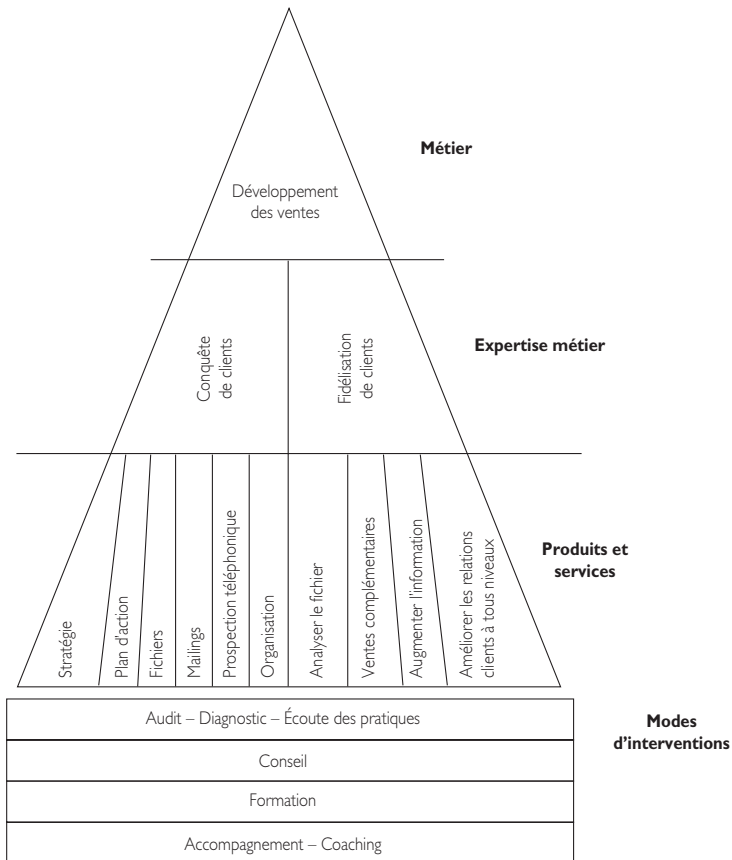 Métier
Développement
des ventes
Expertise métier
Conquête
de clients
Fidélisation
de clients
Produits et
services
Stratégie
Plan d'action
Fichiers
Mailings
Prospection téléphonique
Organisation
Analyser le fichier
Ventes complémentaires
Augmenter l'information
Améliorer les relations
clients à tous niveaux
Audit – Diagnostic – Écoute des pratiques
Modes
d'interventions
Conseil
Formation
Accompagnement – Coaching